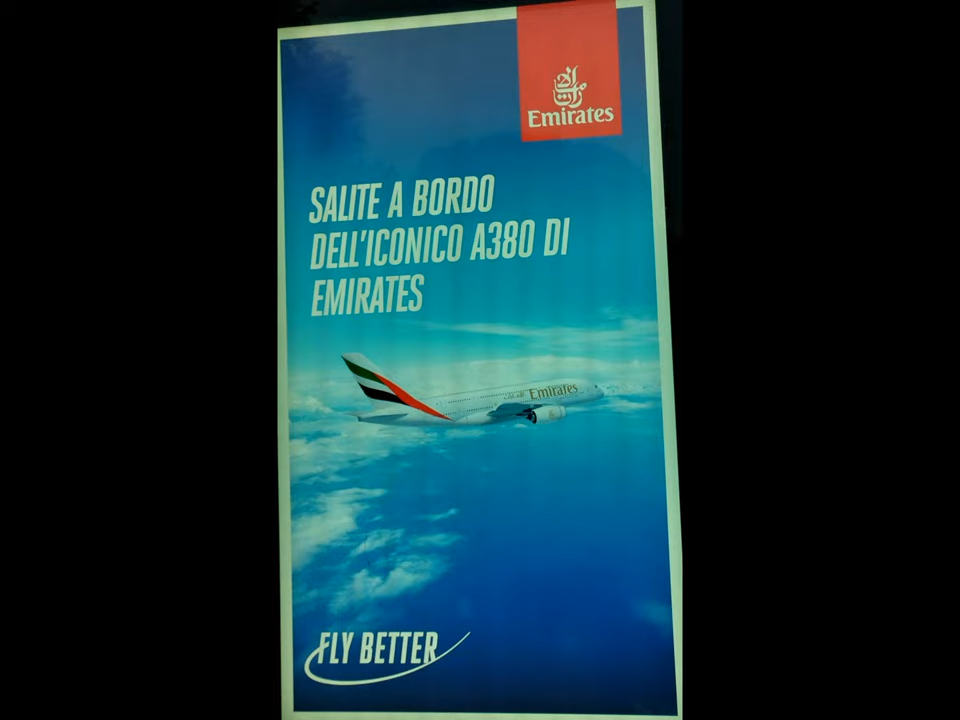 Emirates
SALITE A BORDO
DELL'ICONICO A380 DI
EMIRATES
Emirates
FLY BETTER